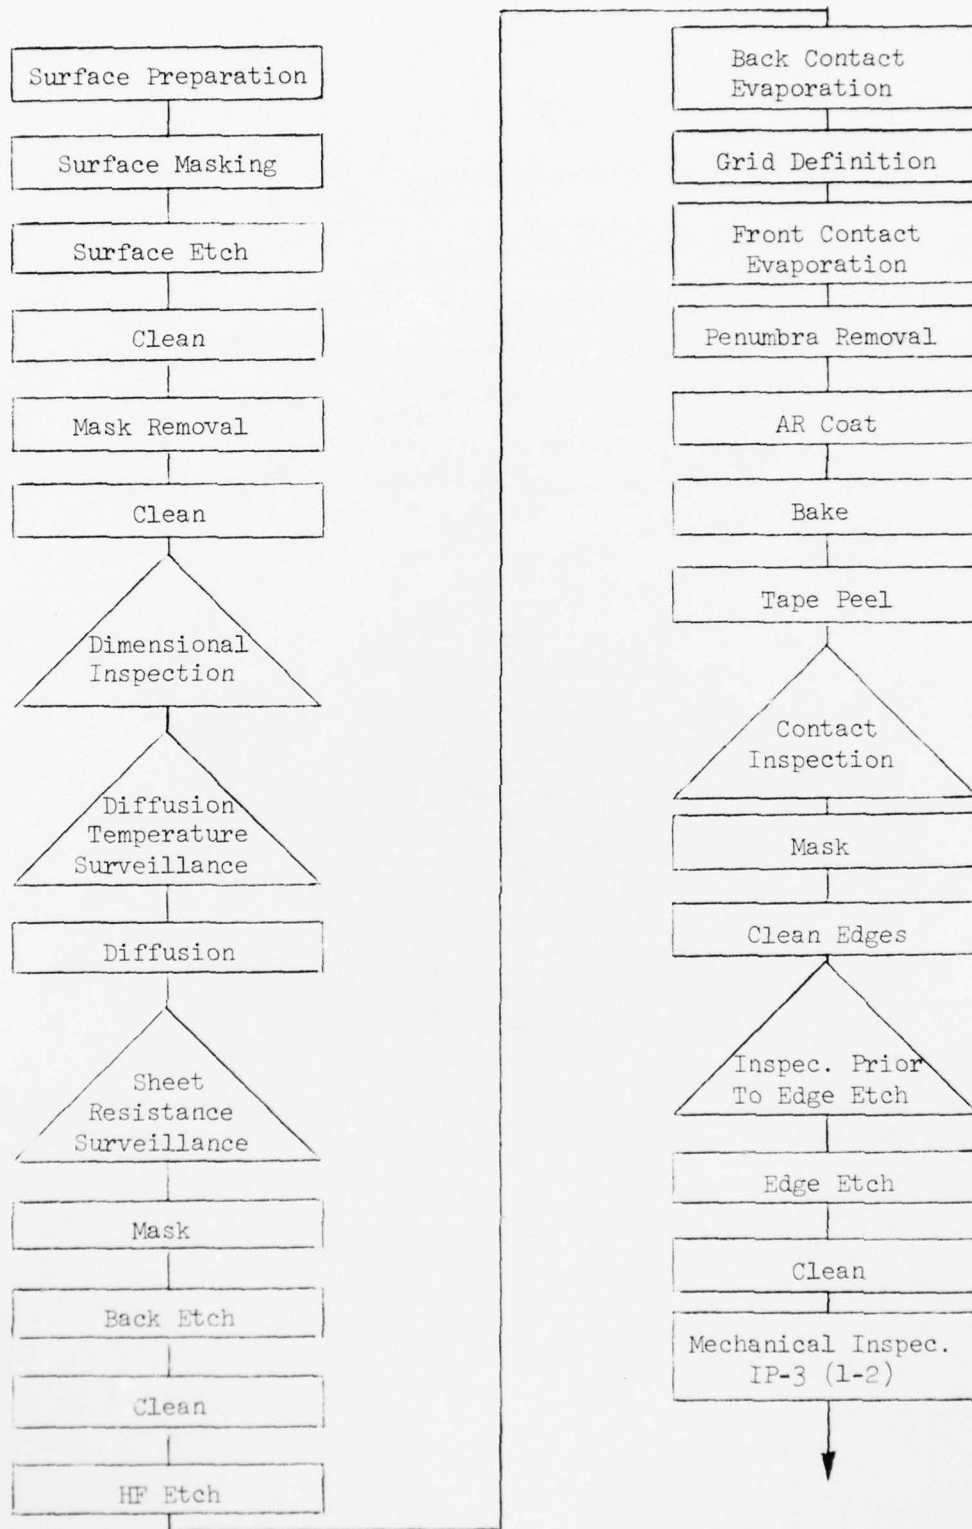 Surface Preparation
Surface Masking
Surface Etch
Clean
Mask Removal
Clean
Dimensional
Inspection
Diffusion
Temperature
Surveillance
Diffusion
Sheet
Resistance
Surveillance
Mask
Back Etch
Clean
HF Etch
Back Contact
Evaporation
Grid Definition
Front Contact
Evaporation
Penumbra Removal
AR Coat
Bake
Tape Peel
Contact
Inspection
Mask
Clean Edges
Inspec. Prior
To Edge Etch
Edge Etch
Clean
Mechanical Inspec.
IP-3 (1-2)